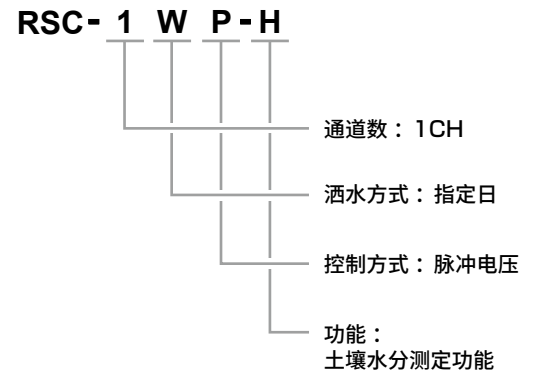 RSC-1WP-H
通道数：1CH
洒水方式：指定日
控制方式：脉冲电压
功能：
土壤水分测定功能